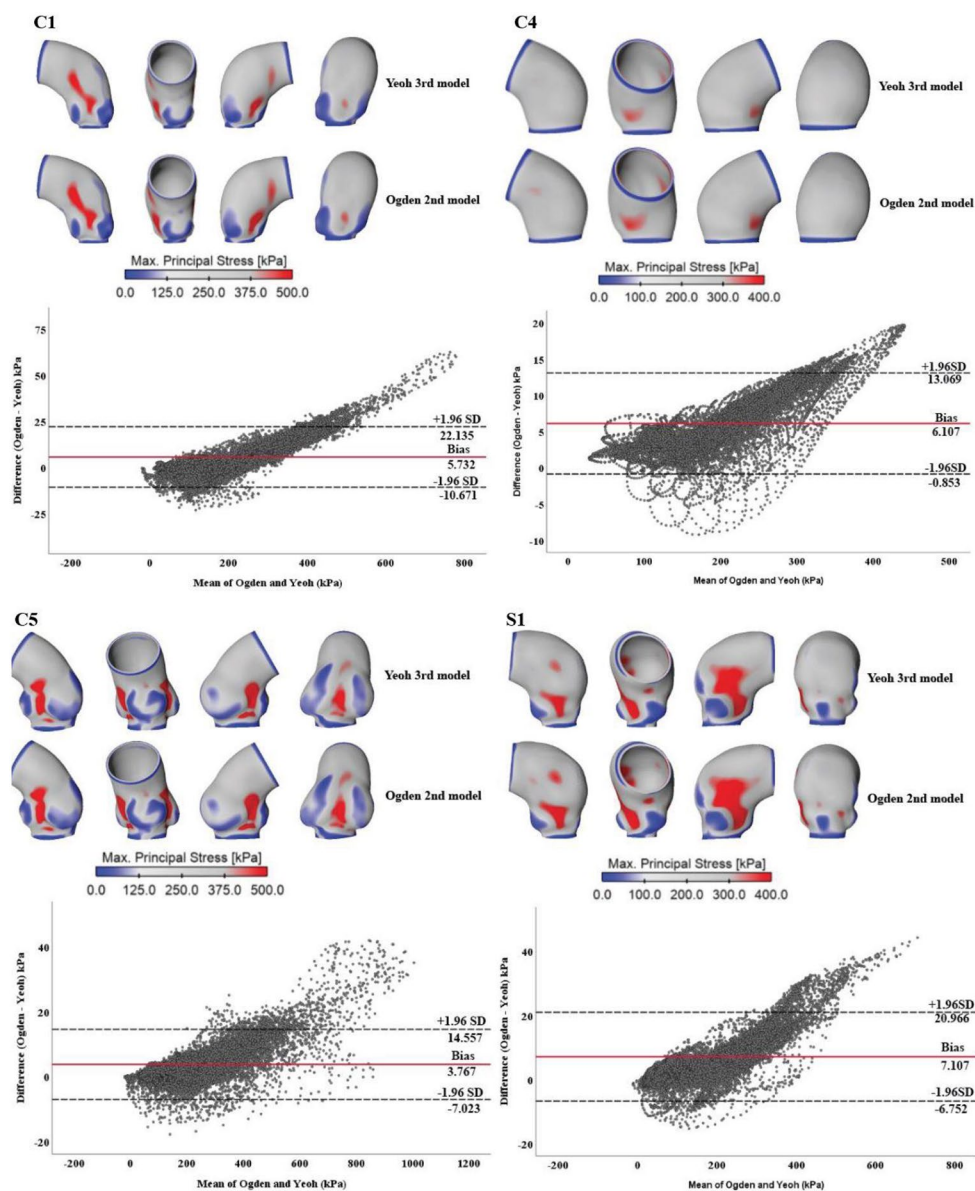 C1
Yeoh 3rd model
Ogden 2nd model
Max. Principal Stress [kPa]
0.0 125.0 250.0 375.0 500.0
Difference (Ogden - Yeoh) kPa
75
50
25
0
-25
+1.96 SD
22.135
Bias
5.732
-1.96 SD
-10.671
-200 0 200 400 600 800
Mean of Ogden and Yeoh (kPa)
C4
Yeoh 3rd model
Ogden 2nd model
Max. Principal Stress [kPa]
0.0 100.0 200.0 300.0 400.0
Difference (Ogden - Yeoh) kPa
20
15
10
5
0
-5
-10
+1.96SD
13.069
Bias
6.107
-1.96SD
-0.853
0 100 200 300 400 500
Mean of Ogden and Yeoh (kPa)
C5
Yeoh 3rd model
Ogden 2nd model
Max. Principal Stress [kPa]
0.0 125.0 250.0 375.0 500.0
Difference (Ogden - Yeoh) kPa
40
20
0
-20
+1.96 SD
14.557
Bias
3.767
-1.96 SD
-7.023
-200 0 200 400 600 800 1000 1200
Mean of Ogden and Yeoh (kPa)
S1
Yeoh 3rd model
Ogden 2nd model
Max. Principal Stress [kPa]
0.0 100.0 200.0 300.0 400.0
Difference (Ogden - Yeoh) kPa
40
20
0
-20
+1.96SD
20.966
Bias
7.107
-1.96SD
-6.752
-200 0 200 400 600 800
Mean of Ogden and Yeoh (kPa)